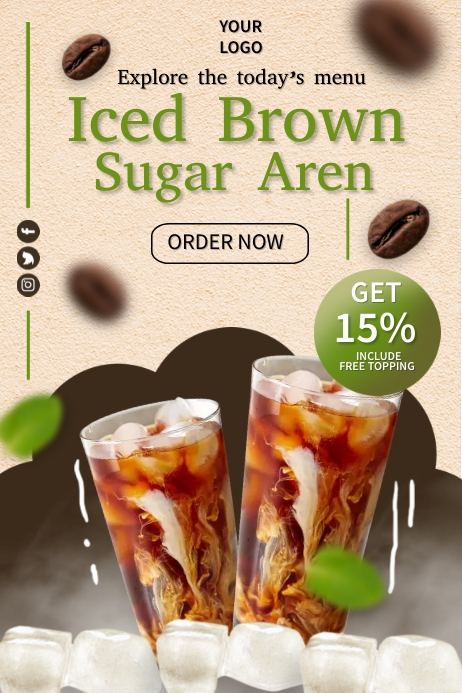 YOUR
LOGO
Explore the today's menu
Iced Brown
Sugar Aren
ORDER NOW
GET
15%
INCLUDE
FREE TOPPING